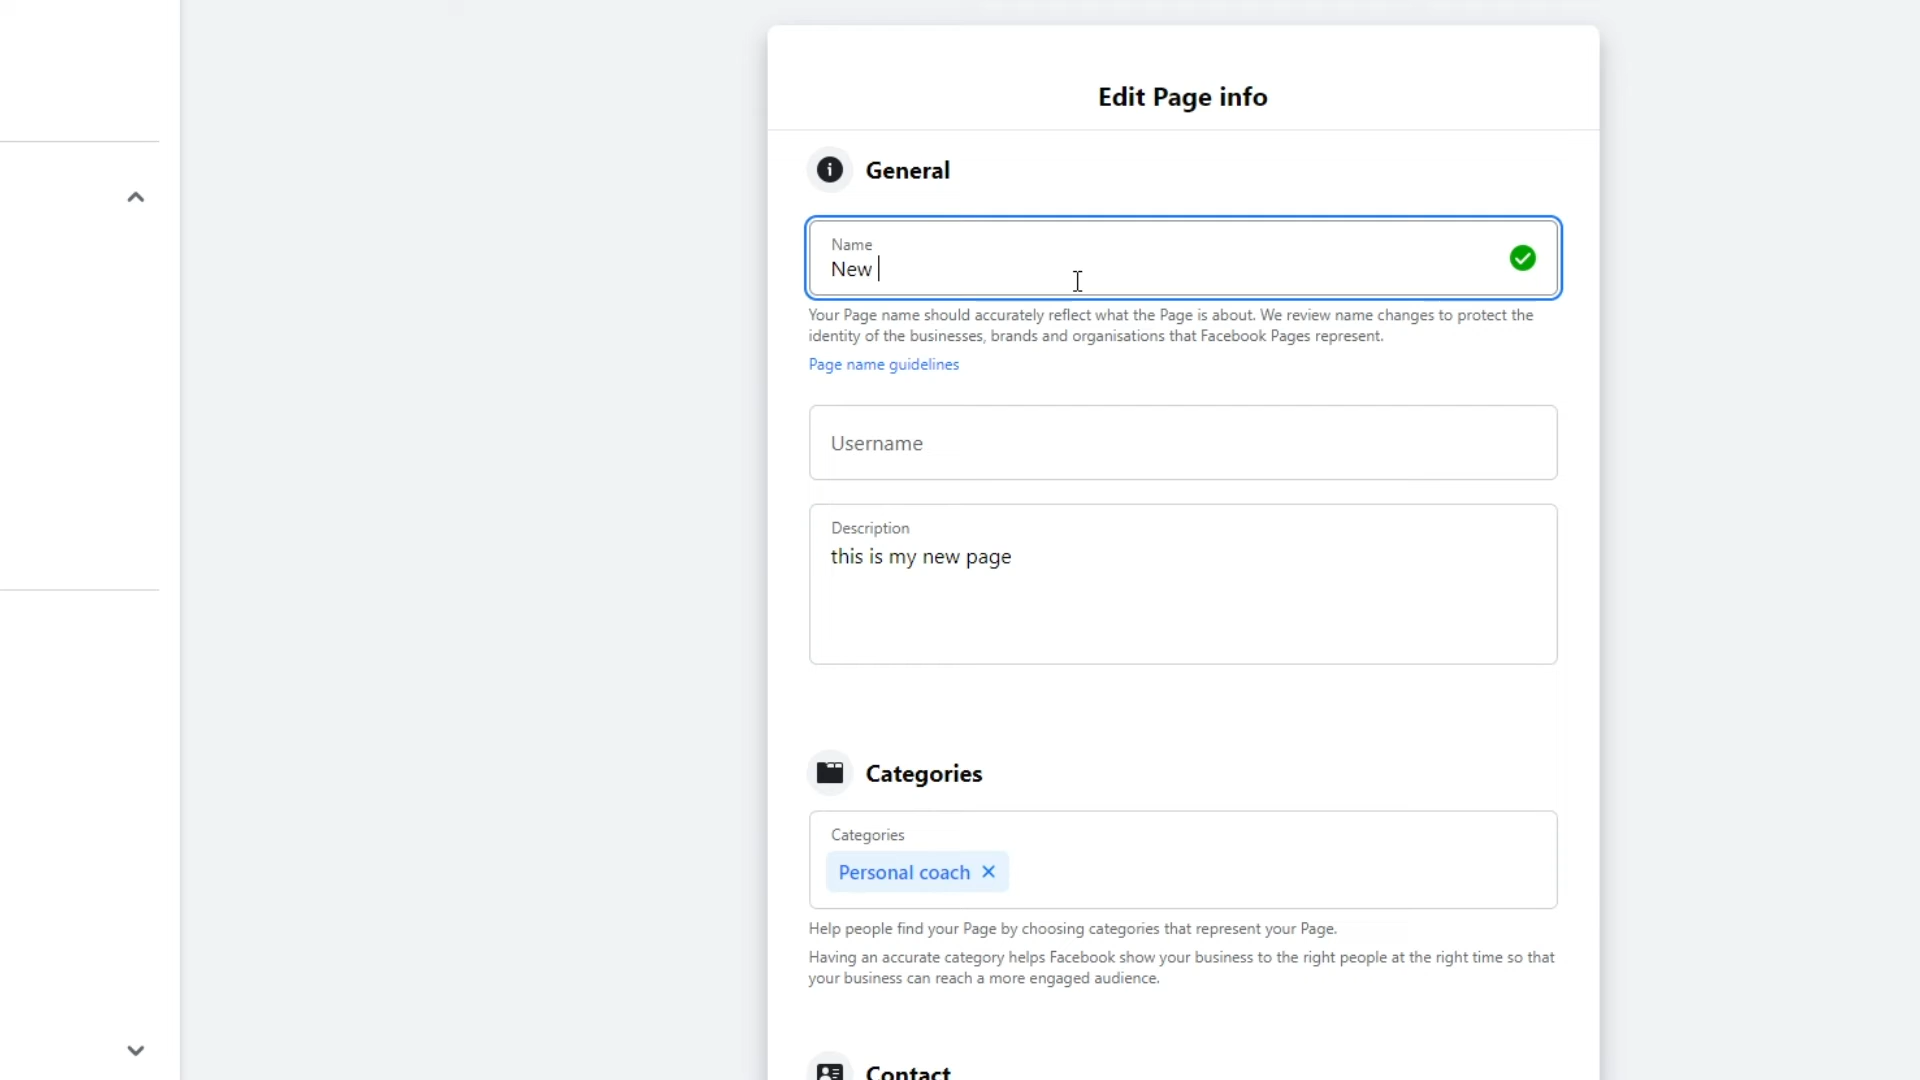 Edit Page info
General
Name
New
Your Page name should accurately reflect what the Page is about. We review name changes to protect the
identity of the businesses, brands and organisations that Facebook Pages represent.
Page name guidelines
Username
Description
this is my new page
Categories
Categories
Personal coach
Help people find your Page by choosing categories that represent your Page.
Having an accurate category helps Facebook show your business to the right people at the right time so that
your business can reach a more engaged audience.
Contact